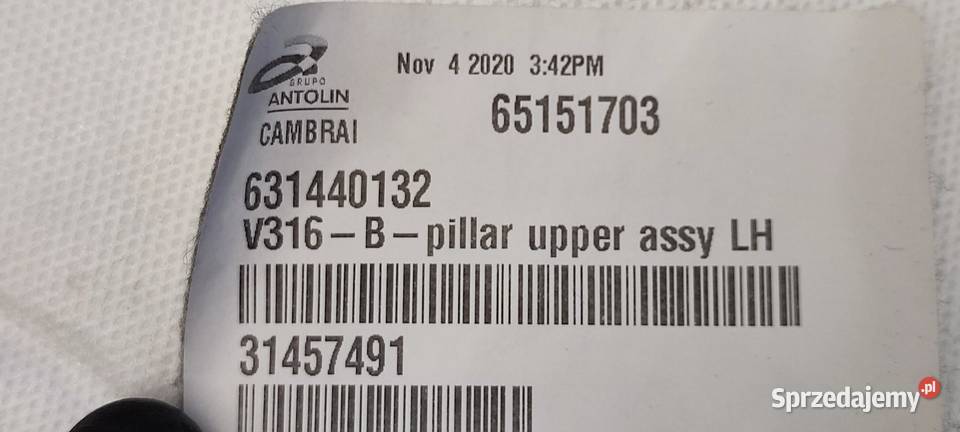 GRUPO
ANTOLIN
CAMBRAI
Nov 4 2020 3:42PM
65151703
631440132
V316-B-pillar upper assy LH
31457491
Sprzedajemy.pl